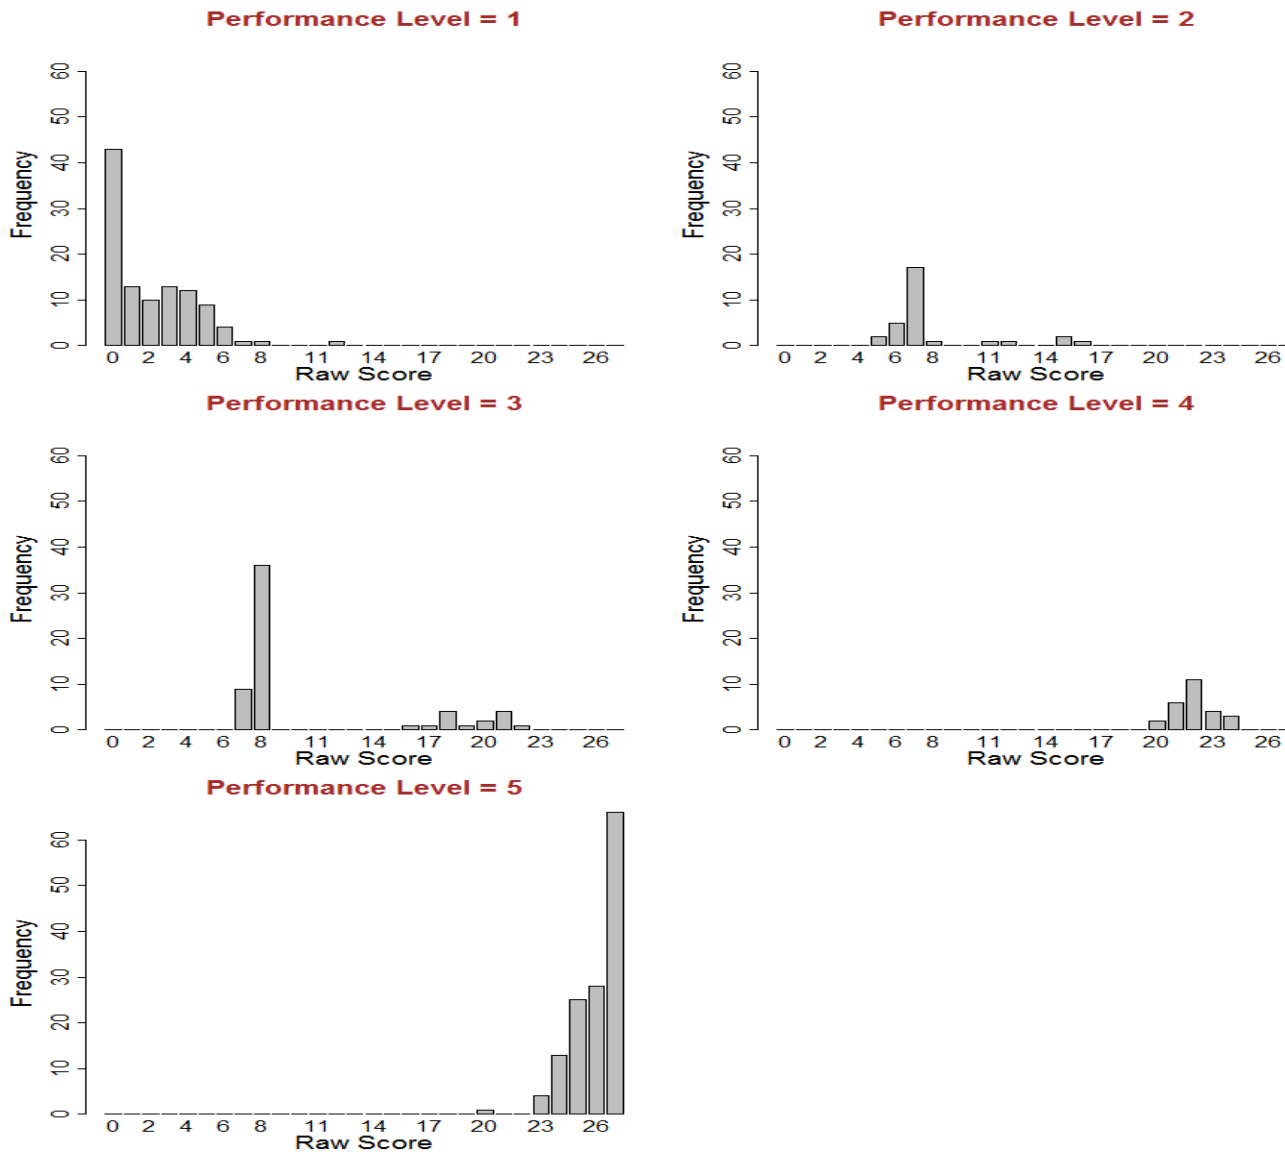 Performance Level = 1
60
50
40
30
20
10
0
Frequency
0 2 4 6 8 11 14 17 20 23 26
Raw Score
Performance Level = 2
60
50
40
30
20
10
0
Frequency
0 2 4 6 8 11 14 17 20 23 26
Raw Score
Performance Level = 3
60
50
40
30
20
10
0
Frequency
0 2 4 6 8 11 14 17 20 23 26
Raw Score
Performance Level = 4
60
50
40
30
20
10
0
Frequency
0 2 4 6 8 11 14 17 20 23 26
Raw Score
Performance Level = 5
60
50
40
30
20
10
0
Frequency
0 2 4 6 8 11 14 17 20 23 26
Raw Score